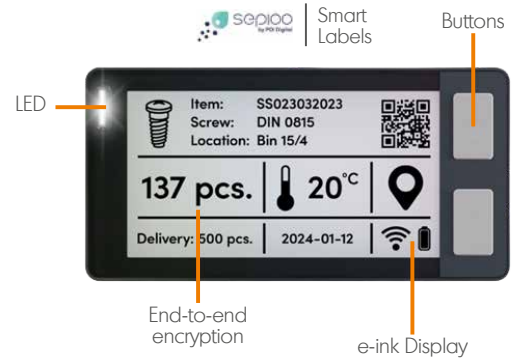 sepioo
by PDI Digital
Smart
Labels
Buttons
LED
Item: SS023032023
Screw: DIN 0815
Location: Bin 15/4
137 pcs.
20°C
Delivery: 500 pcs.
2024-01-12
End-to-end
encryption
e-ink Display